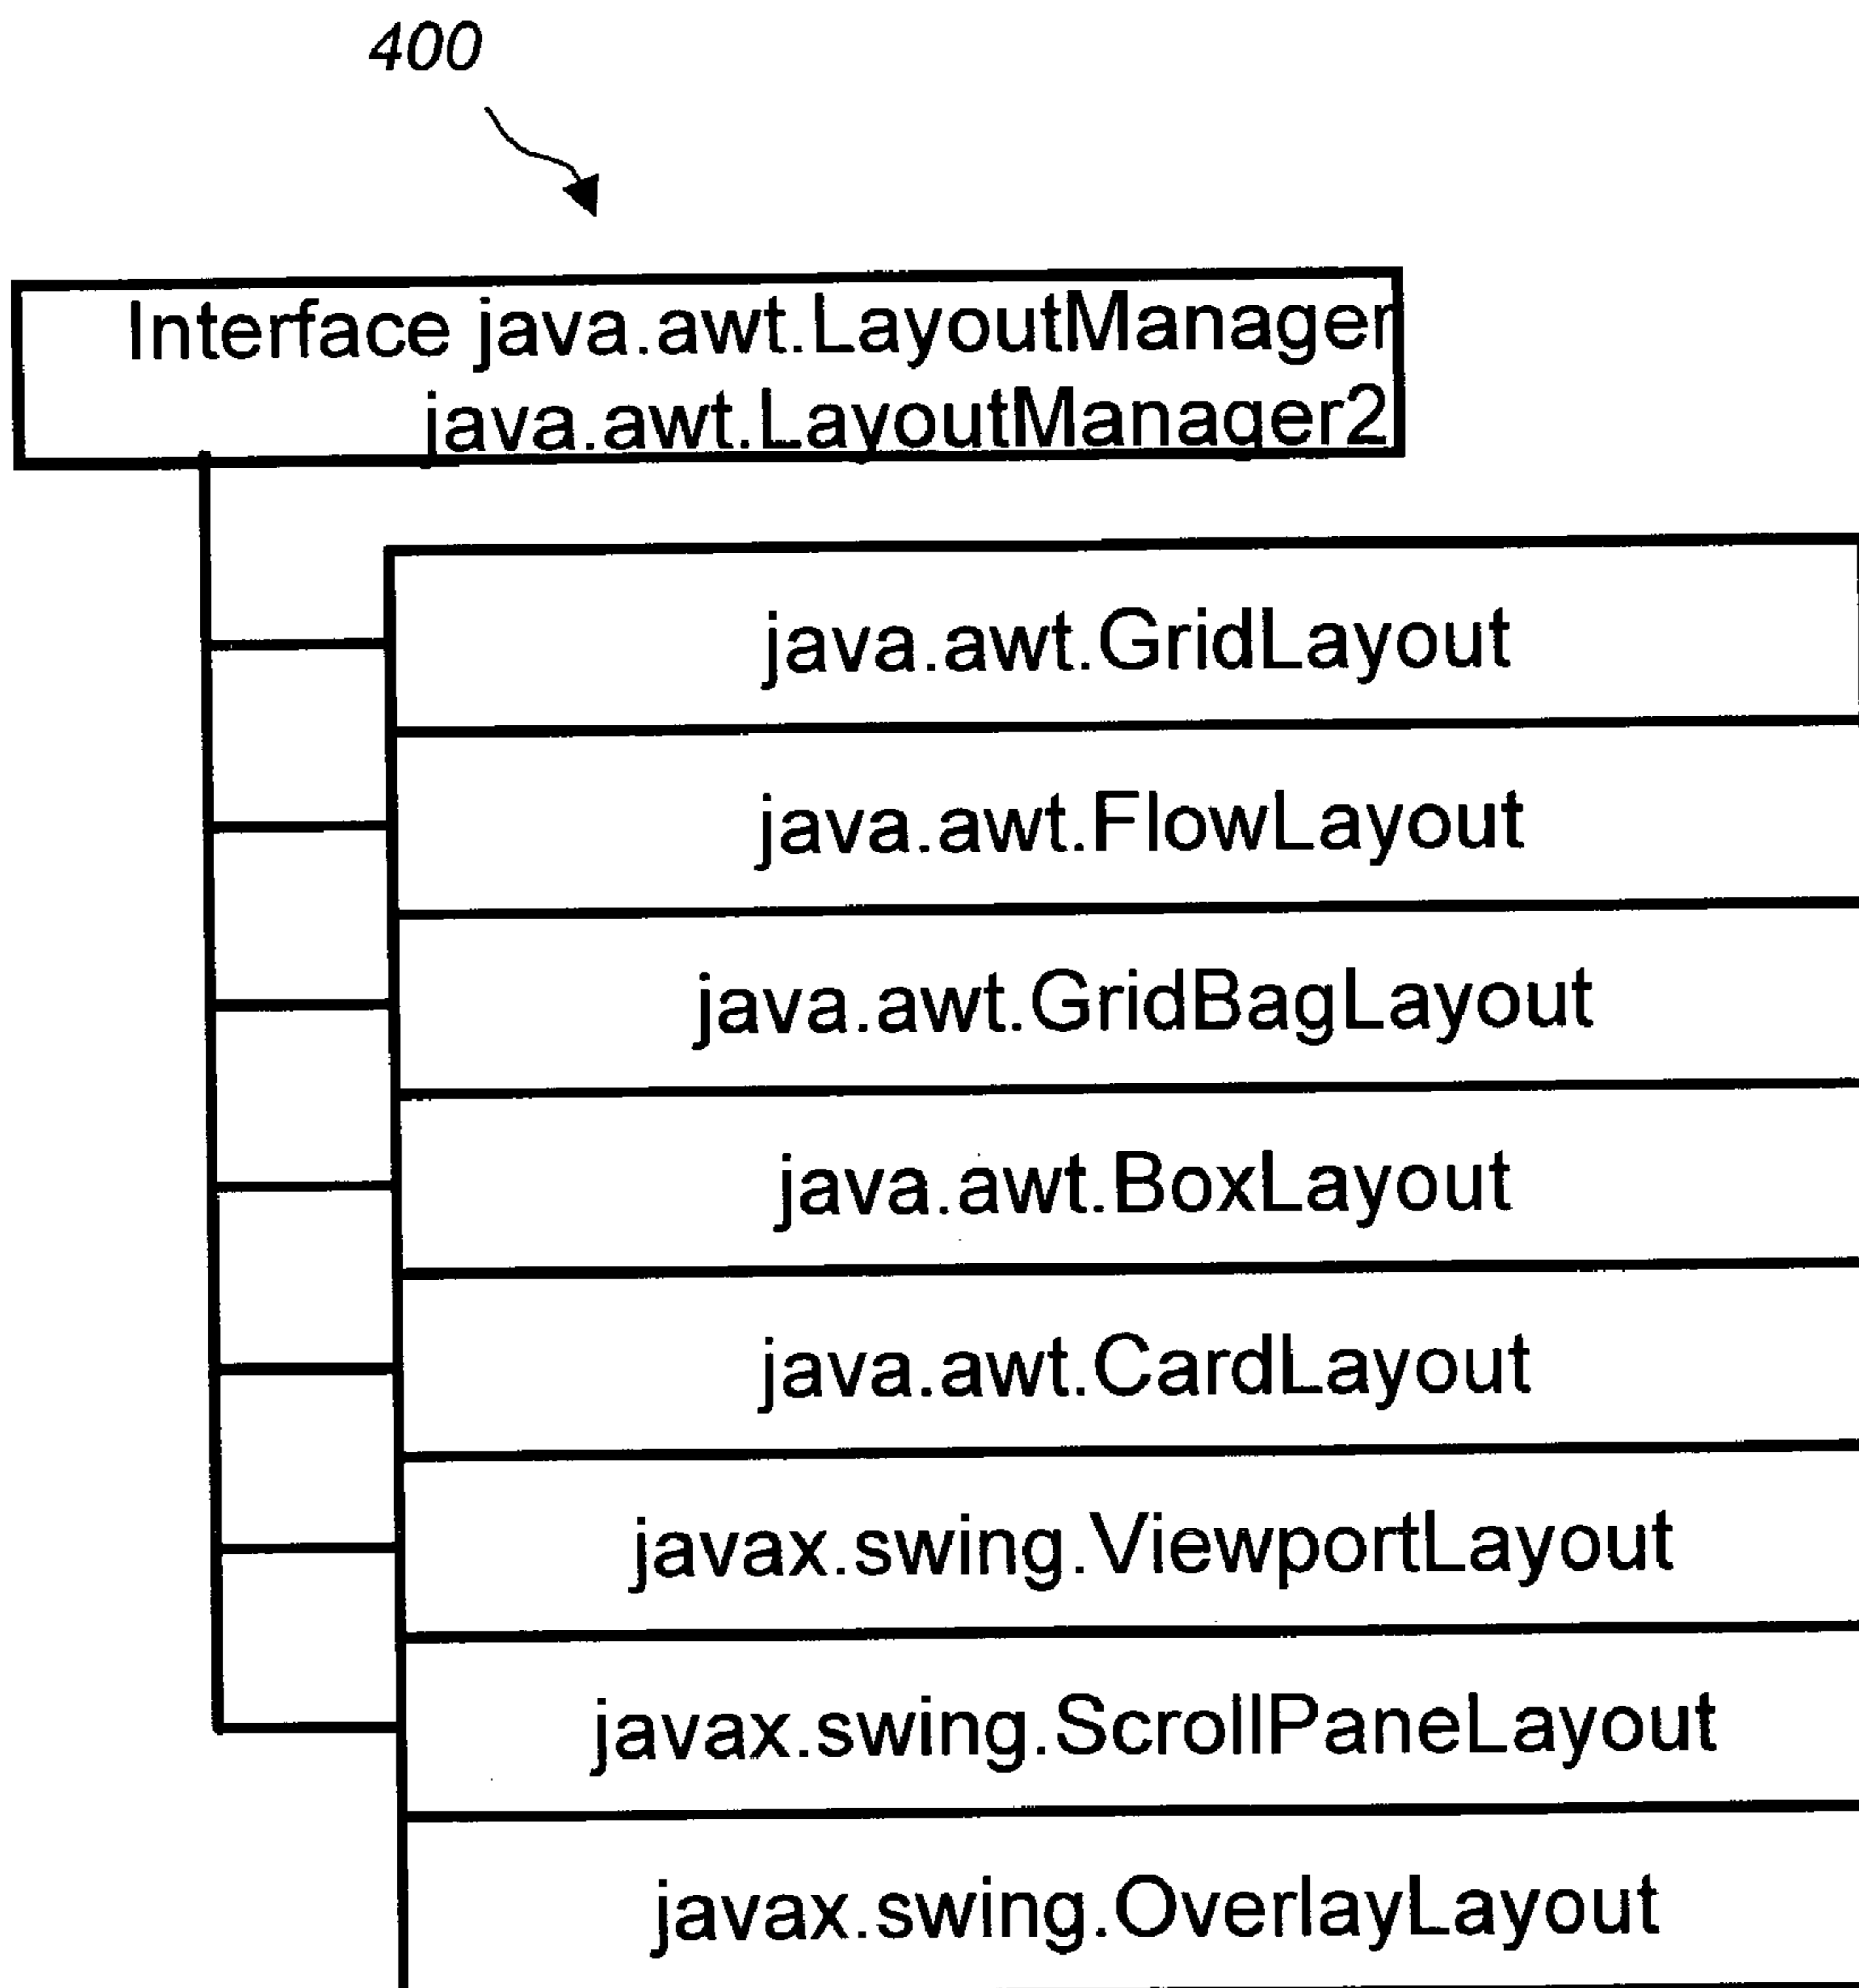 400
Interface java.awt.LayoutManager
java.awt.LayoutManager2
java.awt.GridLayout
java.awt.FlowLayout
java.awt.GridBagLayout
java.awt.BoxLayout
java.awt.CardLayout
javax.swing.ViewportLayout
javax.swing.ScrollPaneLayout
javax.swing.OverlayLayout